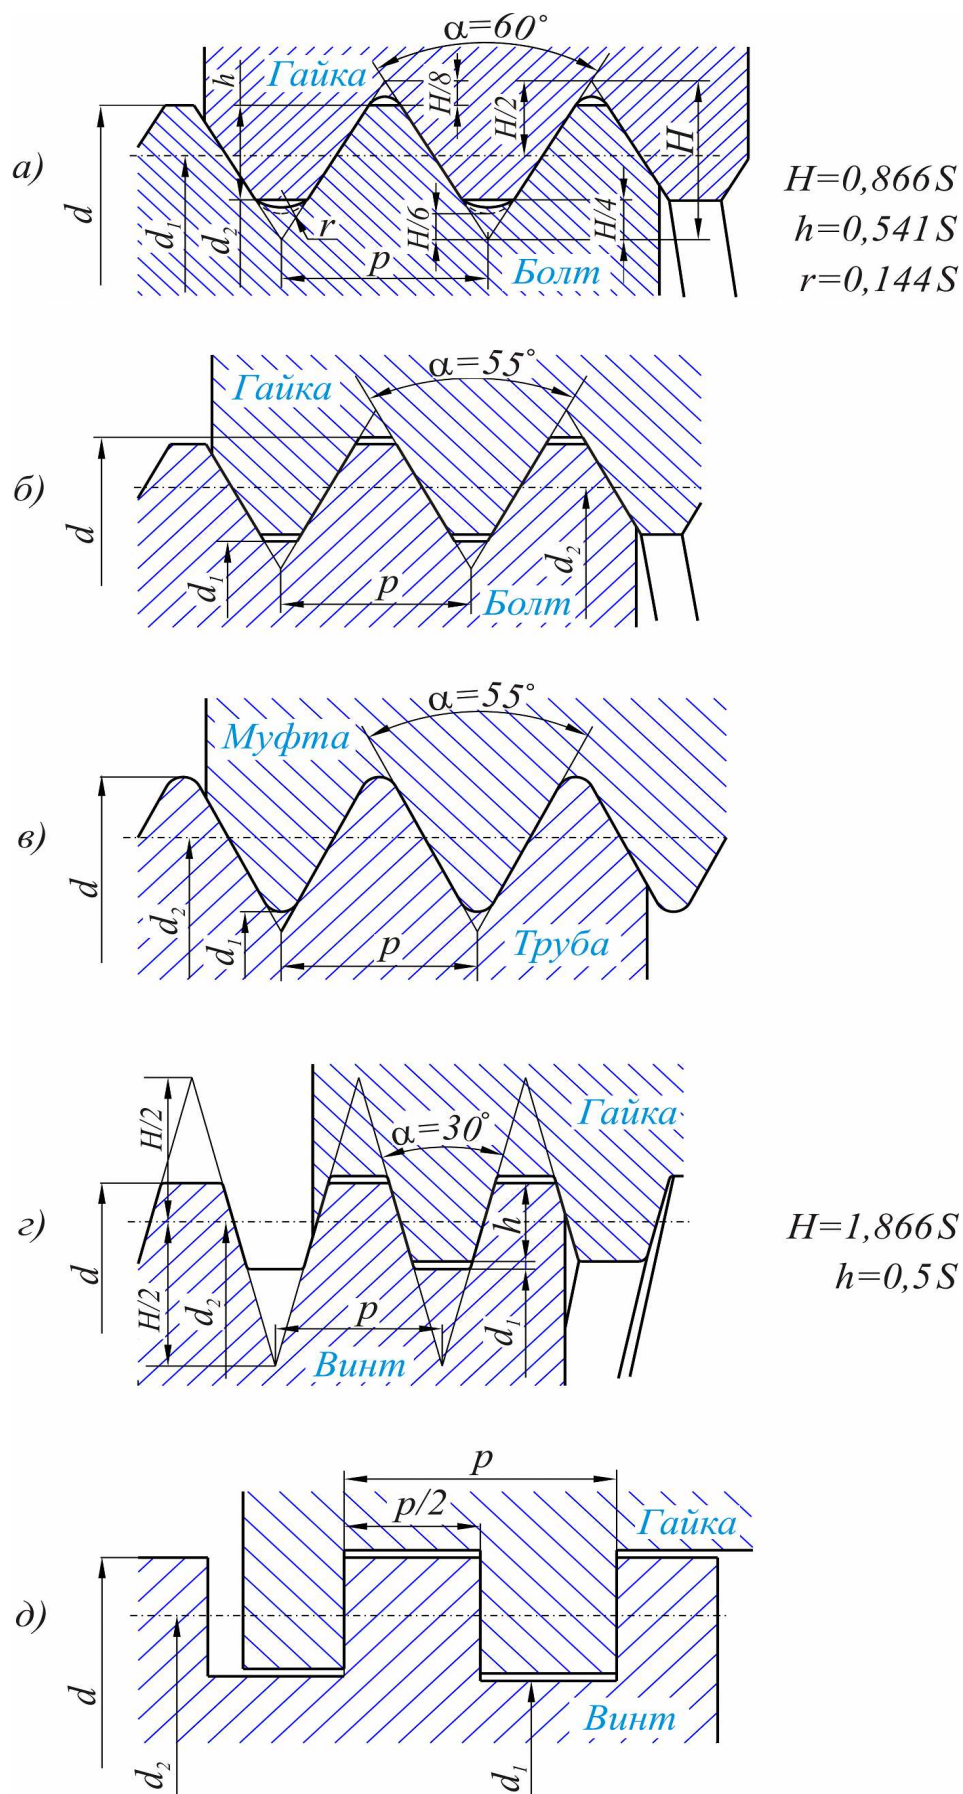 α=60°
Гайка
h
H/8
H/2
H
а)
d
d₁
d₂
r
H/6
H/4
p
Болт
H=0,866S
h=0,541S
r=0,144S
α=55°
Гайка
б)
d
d₁
p
d₂
Болт
α=55°
Муфта
в)
d
d₂
d₁
p
Труба
H/2
α=30°
Гайка
г)
d
H/2
d₂
p
h
d₁
Винт
H=1,866S
h=0,5S
p
p/2
Гайка
д)
d
d₂
d₁
Винт